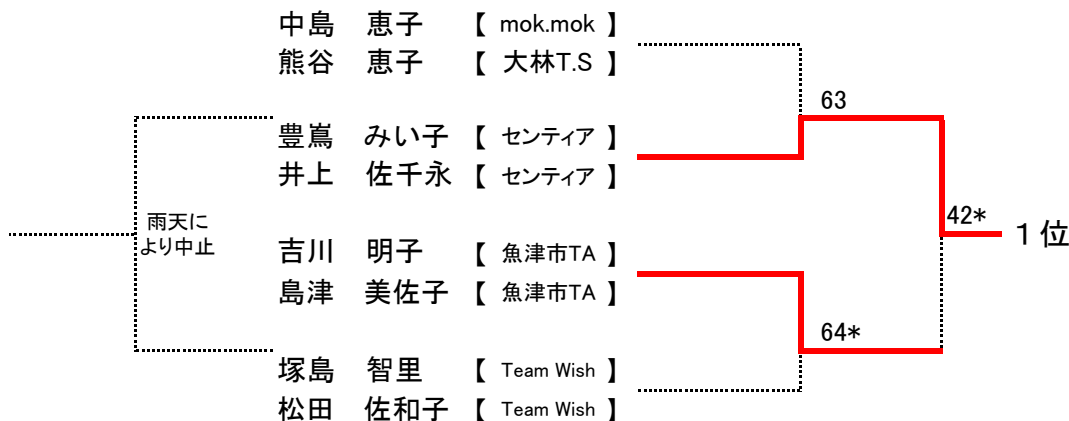 中島　恵子　【 mok.mok 】
熊谷　恵子　【 大林T.S 】
63
豊嶌　みい子 【 センティア 】
井上　佐千永 【 センティア 】
雨天に
より中止
42*
１位
吉川　明子　【 魚津市TA 】
島津　美佐子 【 魚津市TA 】
64*
塚島　智里　【 Team Wish 】
松田　佐和子 【 Team Wish 】